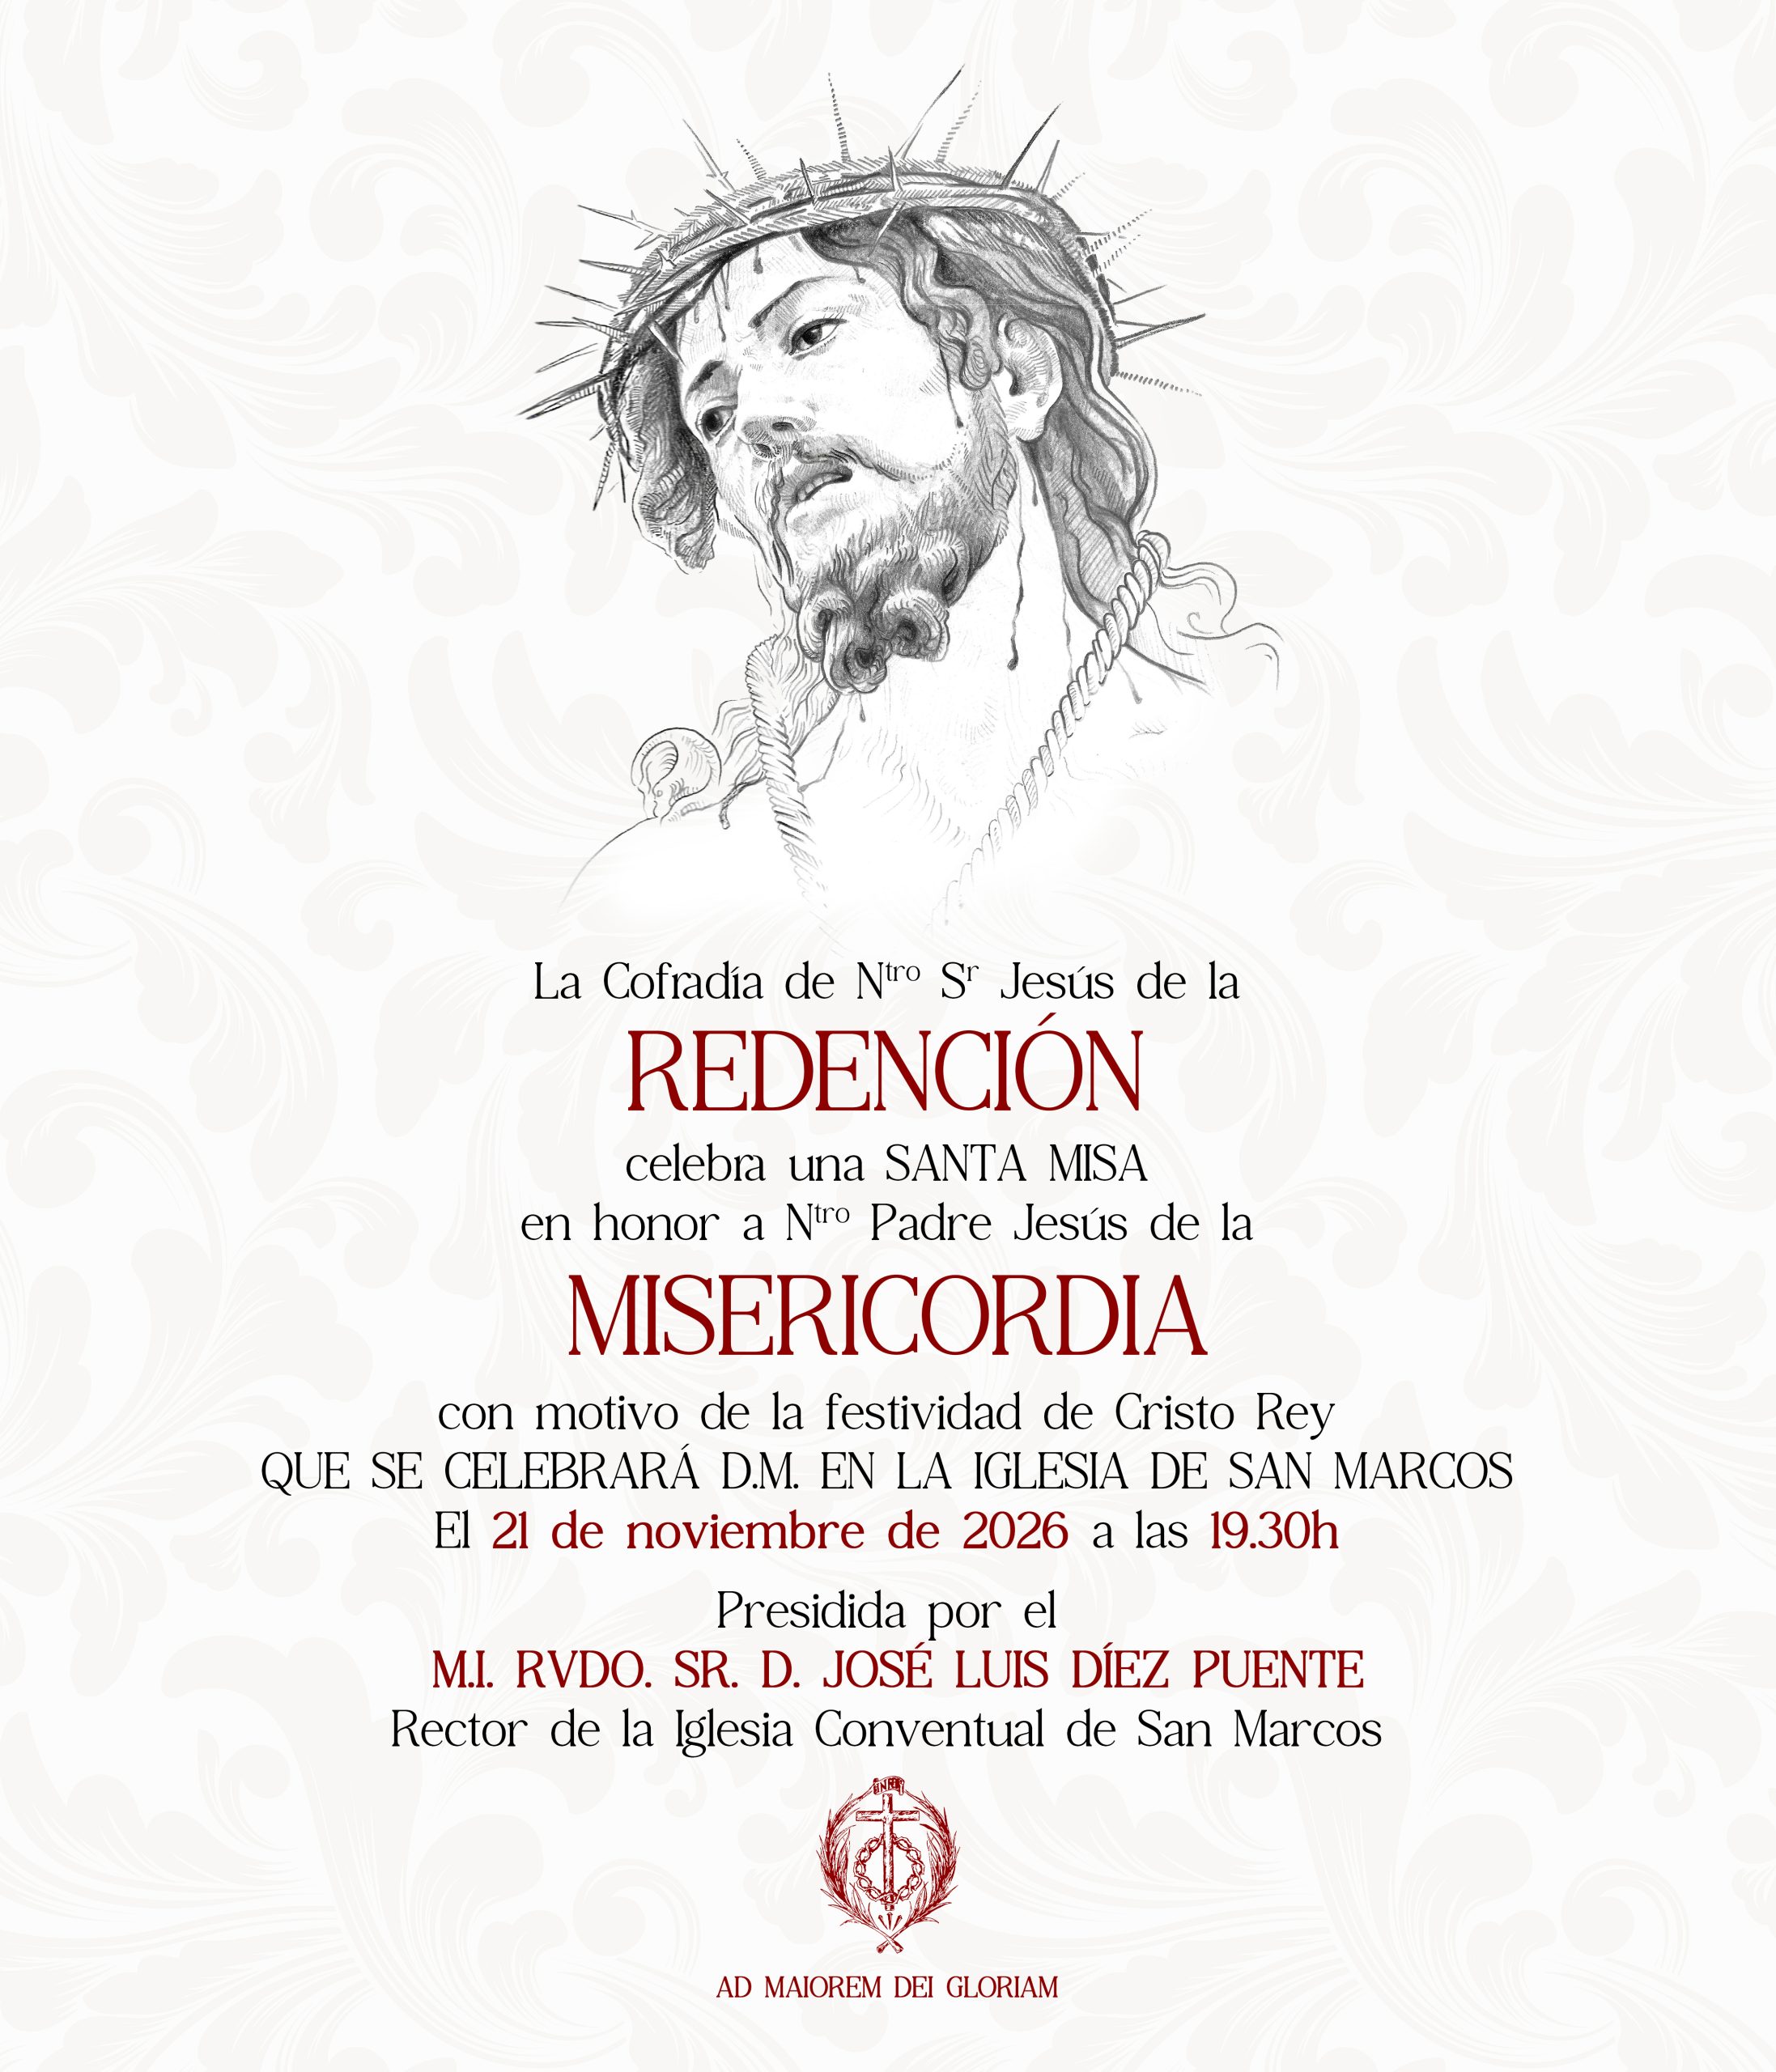 La Cofradía de Ntro Sr Jesús de la
REDENCIÓN
celebra una SANTA MISA
en honor a Ntro Padre Jesús de la
MISERICORDIA
con motivo de la festividad de Cristo Rey
QUE SE CELEBRARÁ D.M. EN LA IGLESIA DE SAN MARCOS
El 21 de noviembre de 2026 a las 19.30h
Presidida por el
M.I. RVDO. SR. D. JOSÉ LUIS DÍEZ PUENTE
Rector de la Iglesia Conventual de San Marcos
INRI
AD MAIOREM DEI GLORIAM